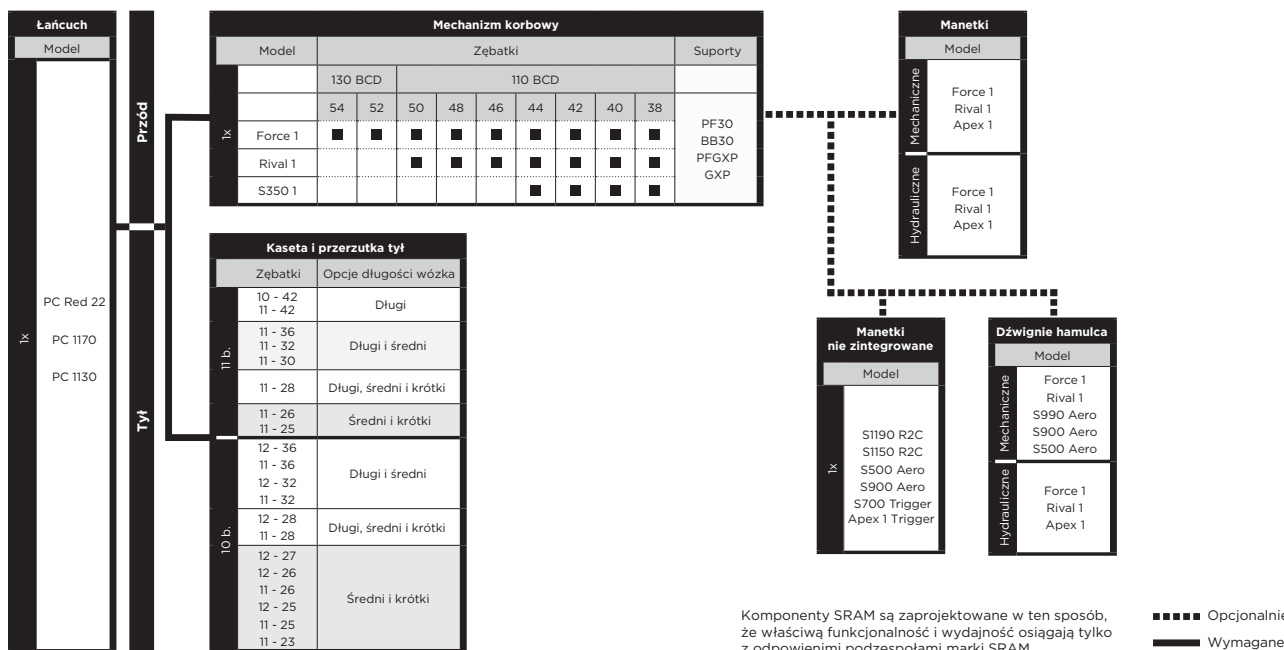 Łańcuch
Model
1x
PC Red 22
PC 1170
PC 1130
Przód
Tył
Mechanizm korbowy
Model Zębatki Suporty
130 BCD 110 BCD
54 52 50 48 46 44 42 40 38
1x
Force 1 ■ ■ ■ ■ ■ ■ ■ ■ ■
Rival 1 ■ ■ ■ ■ ■ ■ ■
S350 1 ■ ■ ■ ■
PF30
BB30
PFGXP
GXP
Kaseta i przerzutka tył
Zębatki Opcje długości wózka
11 b.
10 - 42
11 - 42
Długi
11 - 36
11 - 32
11 - 30
Długi i średni
11 - 28 Długi, średni i krótki
11 - 26
11 - 25
Średni i krótki
10 b.
12 - 36
11 - 36
12 - 32
11 - 32
Długi i średni
12 - 28
11 - 28
Długi, średni i krótki
12 - 27
12 - 26
11 - 26
12 - 25
11 - 25
11 - 23
Średni i krótki
Manetki
Model
Mechaniczne
Force 1
Rival 1
Apex 1
Hydrauliczne
Force 1
Rival 1
Apex 1
Manetki
nie zintegrowane
Model
1x
S1190 R2C
S1150 R2C
S500 Aero
S900 Aero
S700 Trigger
Apex 1 Trigger
Dźwignie hamulca
Model
Mechaniczne
Force 1
Rival 1
S990 Aero
S900 Aero
S500 Aero
Hydrauliczne
Force 1
Rival 1
Apex 1
Komponenty SRAM są zaprojektowane w ten sposób,
że właściwą funkcjonalność i wydajność osiągają tylko
z odpowienimi podzespołami marki SRAM
Opcjonalnie
Wymagane